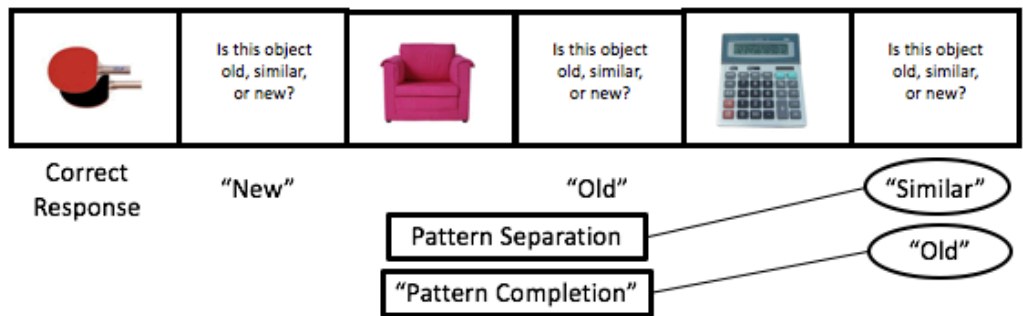 Is this object
old, similar,
or new?
Is this object
old, similar,
or new?
Is this object
old, similar,
or new?
Correct
Response
“New”
“Old”
“Similar”
Pattern Separation
“Old”
“Pattern Completion”